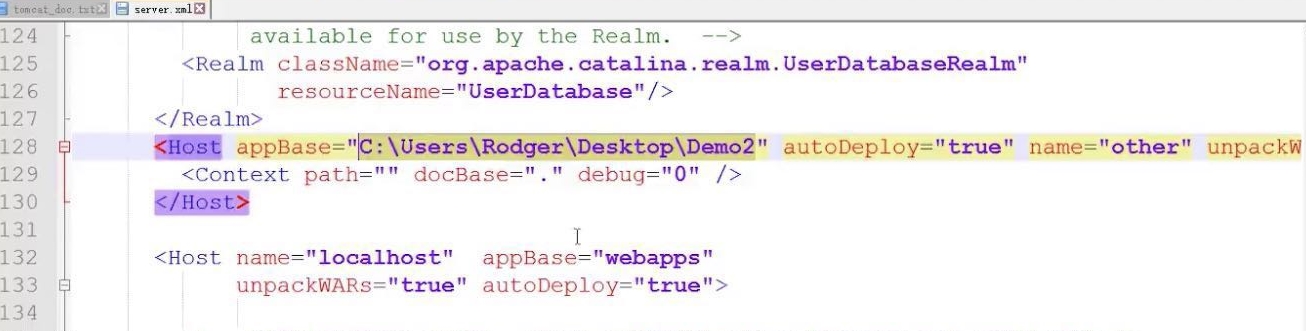 tomcat_doc.txt server.xml
124 available for use by the Realm. -->
125 <Realm className="org.apache.catalina.realm.UserDatabaseRealm"
126 resourceName="UserDatabase"/>
127 </Realm>
128 <Host appBase="C:\Users\Rodger\Desktop\Demo2" autoDeploy="true" name="other" unpackW
129 <Context path="" docBase="." debug="0" />
130 </Host>
131
132 <Host name="localhost" appBase="webapps"
133 unpackWARs="true" autoDeploy="true">
134